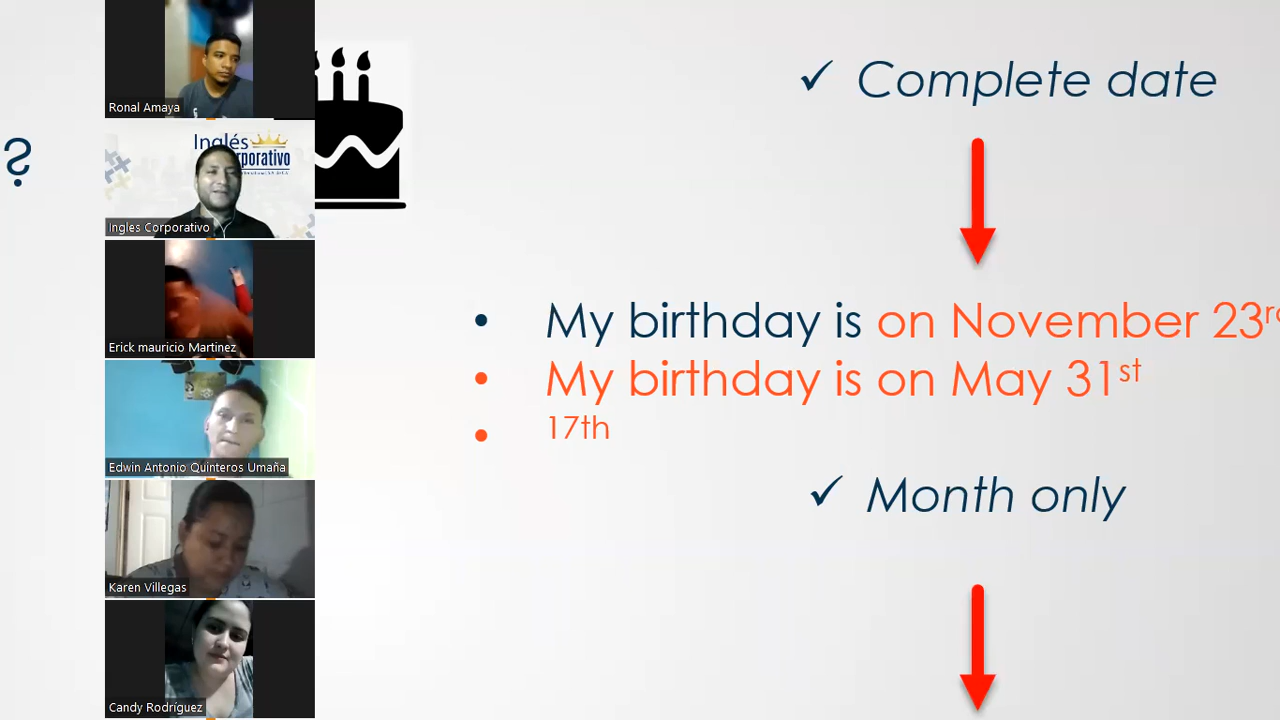 ?
Ronal Amaya
Inglés
Corporativo
Ingles Corporativo
Erick mauricio Martinez
Edwin Antonio Quinteros Umaña
Karen Villegas
Candy Rodríguez
✓ Complete date
• My birthday is on November 23rd
• My birthday is on May 31st
• 17th
✓ Month only